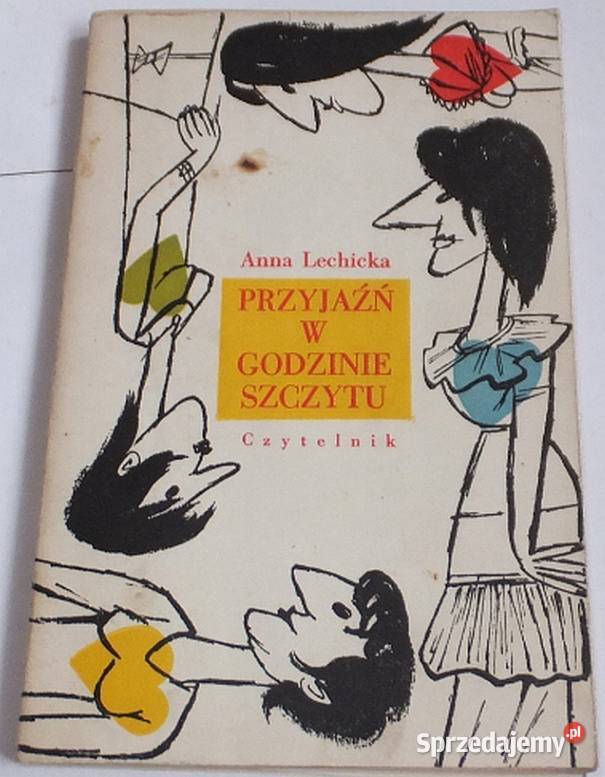 Anna Lechicka
PRZYJAŹŃ
W
GODZINIE
SZCZYTU
Czytelnik
Sprzedajemy.pl